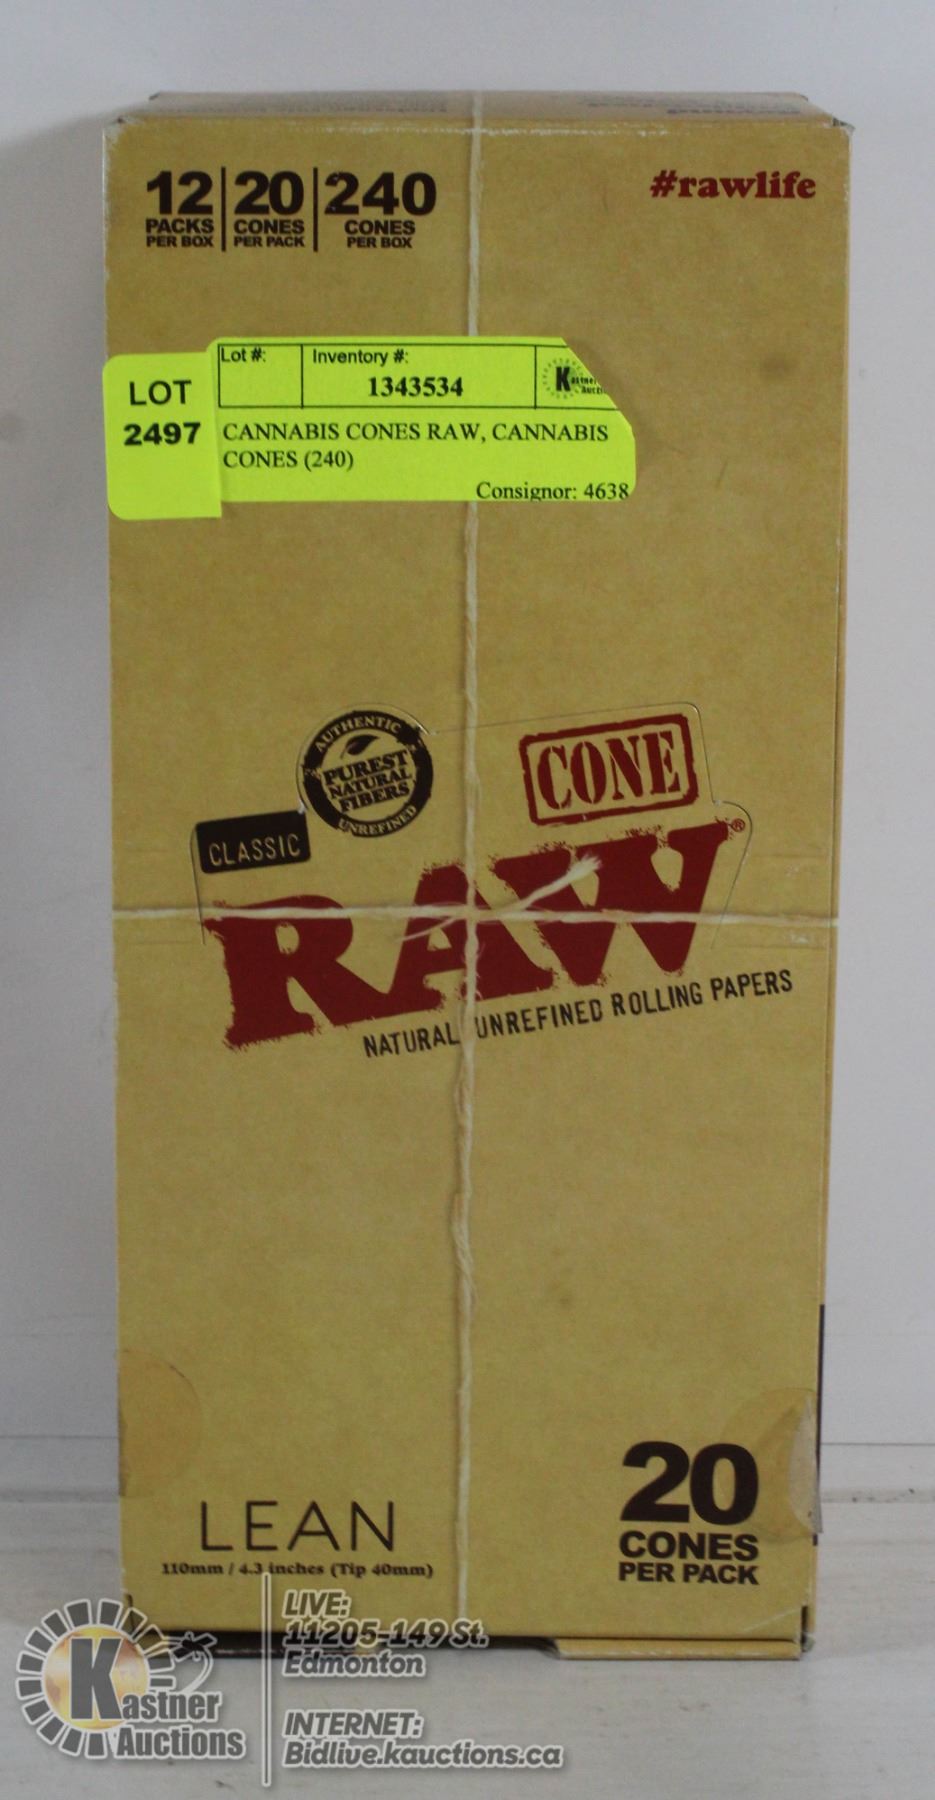 12 | 20 | 240
PACKS CONES CONES
PER BOX PER PACK PER BOX
#rawlife
LOT
2497
Lot #: Inventory #:
1343534
Kastner
CANNABIS CONES RAW, CANNABIS
CONES (240)
Consignor: 4638
AUTHENTIC
PUREST
NATURAL
FIBERS
UNREFINED
CONE
CLASSIC
RAW®
NATURAL UNREFINED ROLLING PAPERS
LEAN
110mm / 4.3 inches (Tip 40mm)
20
CONES
PER PACK
Kastner
Auctions
LIVE:
11205-149 St.
Edmonton
INTERNET:
Bidlive.kauctions.ca